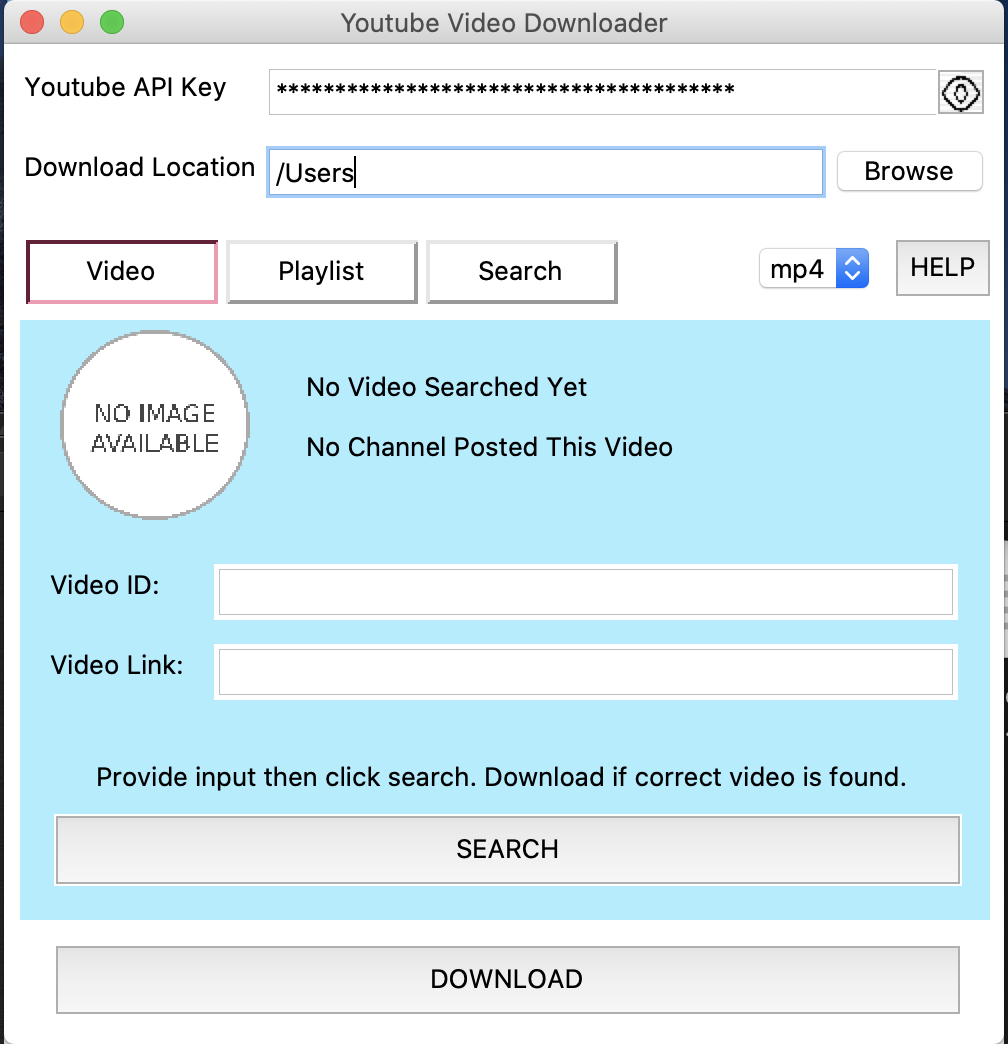 Youtube Video Downloader
Youtube API Key ***************************************
Download Location /Users Browse
Video Playlist Search mp4 HELP
NO IMAGE
AVAILABLE
No Video Searched Yet
No Channel Posted This Video
Video ID:
Video Link:
Provide input then click search. Download if correct video is found.
SEARCH
DOWNLOAD